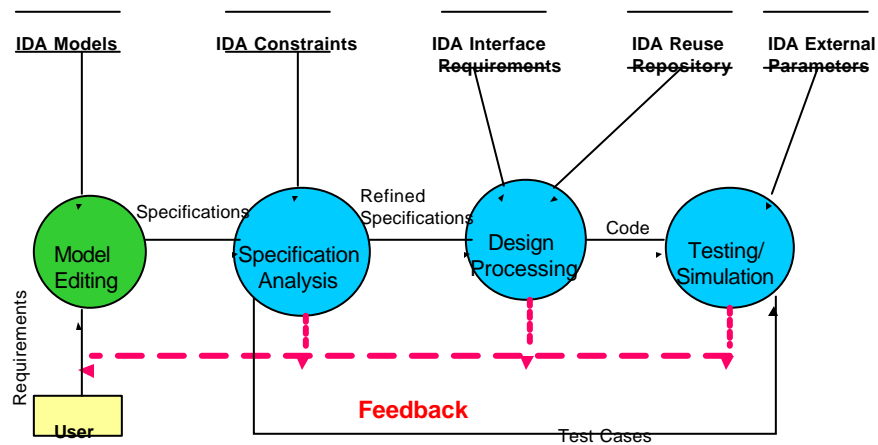 IDA Models
IDA Constraints
IDA Interface
Requirements
IDA Reuse
Repository
IDA External
Parameters
Specifications
Refined
Specifications
Code
Model
Editing
Specification
Analysis
Design
Processing
Testing/
Simulation
Requirements
User
Feedback
Test Cases